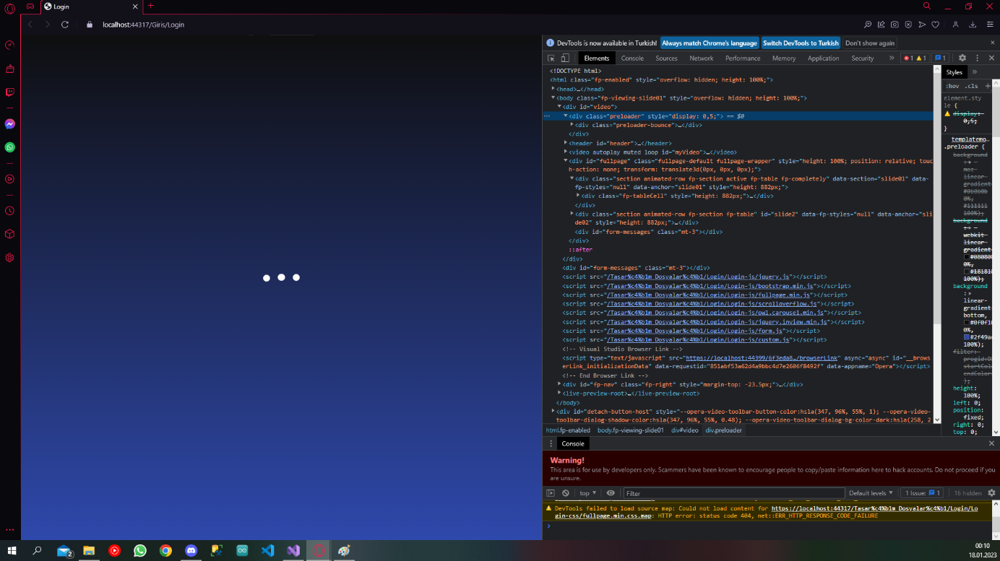 Login
localhost:44317/Giris/Login
DevTools is now available in Turkish!
Always match Chrome's language
Switch DevTools to Turkish
Don't show again
Elements
Console
Sources
Network
Performance
Memory
Application
Security
1
1
1
<!DOCTYPE html>
<html class="fp-enabled" style="overflow: hidden; height: 100%;">
<head>…</head>
<body class="fp-viewing-slide01" style="overflow: hidden; height: 100%;">
<div id="video">
<div class="preloader" style="display: 0,5;"> == $0
<div class="preloader-bounce">…</div>
</div>
<header id="header">…</header>
<video autoplay muted loop id="myVideo">…</video>
<div id="fullpage" class="fullpage-default fullpage-wrapper" style="height: 100%; position: relative; touc
h-action: none; transform: translate3d(0px, 0px, 0px);">
<div class="section animated-row fp-section active fp-table fp-completely" data-section="slide01" data-
fp-styles="null" data-anchor="slide01" style="height: 882px;">
<div class="fp-tableCell" style="height: 882px;">…</div>
</div>
<div class="section animated-row fp-section fp-table" id="slide2" data-fp-styles="null" data-anchor="sli
de02" style="height: 882px;">…</div>
<div id="form-messages" class="mt-3"></div>
</div>
::after
</div>
<div id="form-messages" class="mt-3"></div>
<script src="/Tasar%c4%b1m Dosyalar%c4%b1/Login/Login-js/jquery.js"></script>
<script src="/Tasar%c4%b1m Dosyalar%c4%b1/Login/Login-js/bootstrap.min.js"></script>
<script src="/Tasar%c4%b1m Dosyalar%c4%b1/Login/Login-js/fullpage.min.js"></script>
<script src="/Tasar%c4%b1m Dosyalar%c4%b1/Login/Login-js/scrolloverflow.js"></script>
<script src="/Tasar%c4%b1m Dosyalar%c4%b1/Login/Login-js/owl.carousel.min.js"></script>
<script src="/Tasar%c4%b1m Dosyalar%c4%b1/Login/Login-js/jquery.inview.min.js"></script>
<script src="/Tasar%c4%b1m Dosyalar%c4%b1/Login/Login-js/form.js"></script>
<script src="/Tasar%c4%b1m Dosyalar%c4%b1/Login/Login-js/custom.js"></script>
<!-- Visual Studio Browser Link -->
<script type="text/javascript" src="https://localhost:44399/6f3eda8…/browserLink" async="async" id="__brows
erLink_initializationData" data-requestid="851abf53a62d4a9bbc4d7e2606f8492f" data-appname="Opera"></script>
<!-- End Browser Link -->
<div id="fp-nav" class="fp-right" style="margin-top: -23.5px;">…</div>
<live-preview-root>…</live-preview-root>
</body>
<div id="detach-button-host" style="--opera-video-toolbar-button-color:hsla(347, 96%, 55%, 1); --opera-video-
toolbar-dialog-shadow-color:hsla(347, 96%, 55%, 0.48); --opera-video-toolbar-dialog-bg-color-dark:hsla(258, 2
html.fp-enabled
body.fp-viewing-slide01
div#video
div.preloader
Styles
:hov
.cls
element.sty
le {
display:
0,5;
}
templatemo…
.preloader {
background
: -
moz-
linear-
gradient
#0b0b0b
0%,
#111111
100%);
background
: -
webkit-
linear-
gradient
#080808
0%,
#181818
100%);
background
:
linear-
gradient
bottom,
#0f0f10
0%,
#2f49ac
100%);
filter:
progid:D
startCol
endColor
);
height:
100%;
left: 0;
position:
fixed;
right: 0;
top: 0;
Console
Warning!
This area is for use by developers only. Scammers have been known to encourage people to copy/paste information here to hack accounts. Do not proceed if you
are unsure.
top
Filter
Default levels
1 Issue:
1
16 hidden
DevTools failed to load source map: Could not load content for https://localhost:44317/Tasar%c4%b1m Dosyalar%c4%b1/Login/Lo
gin-css/fullpage.min.css.map: HTTP error: status code 404, net::ERR_HTTP_RESPONSE_CODE_FAILURE
2
00:10
18.01.2023